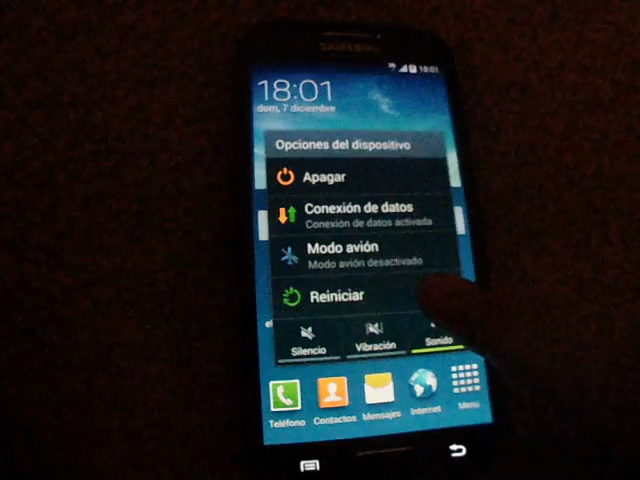 SAMSUNG
18:01
18:01
dom, 7 diciembre
Opciones del dispositivo
Apagar
Conexión de datos
Conexión de datos activada
Modo avión
Modo avión desactivado
Reiniciar
Silencio
Vibración
Sonido
Teléfono
Contactos
Mensajes
Internet
Menú